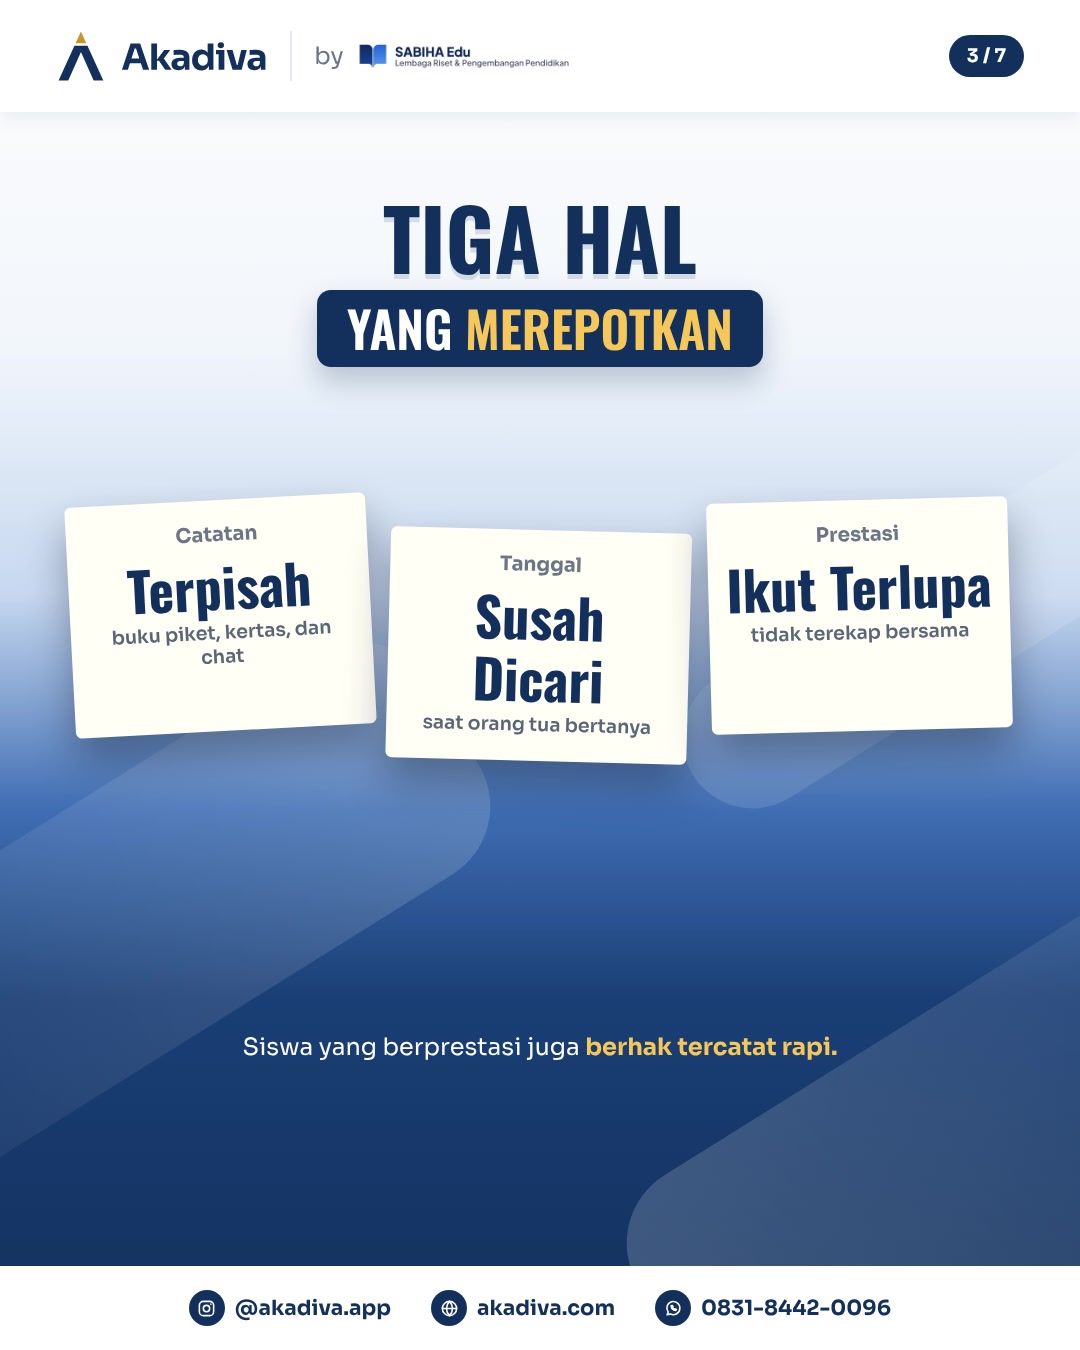 Akadiva
by
SABIHA Edu
Lembaga Riset & Pengembangan Pendidikan
3 / 7
TIGA HAL
YANG MEREPOTKAN
Catatan
Terpisah
buku piket, kertas, dan
chat
Tanggal
Susah
Dicari
saat orang tua bertanya
Prestasi
Ikut Terlupa
tidak terekap bersama
Siswa yang berprestasi juga berhak tercatat rapi.
@akadiva.app
akadiva.com
0831-8442-0096